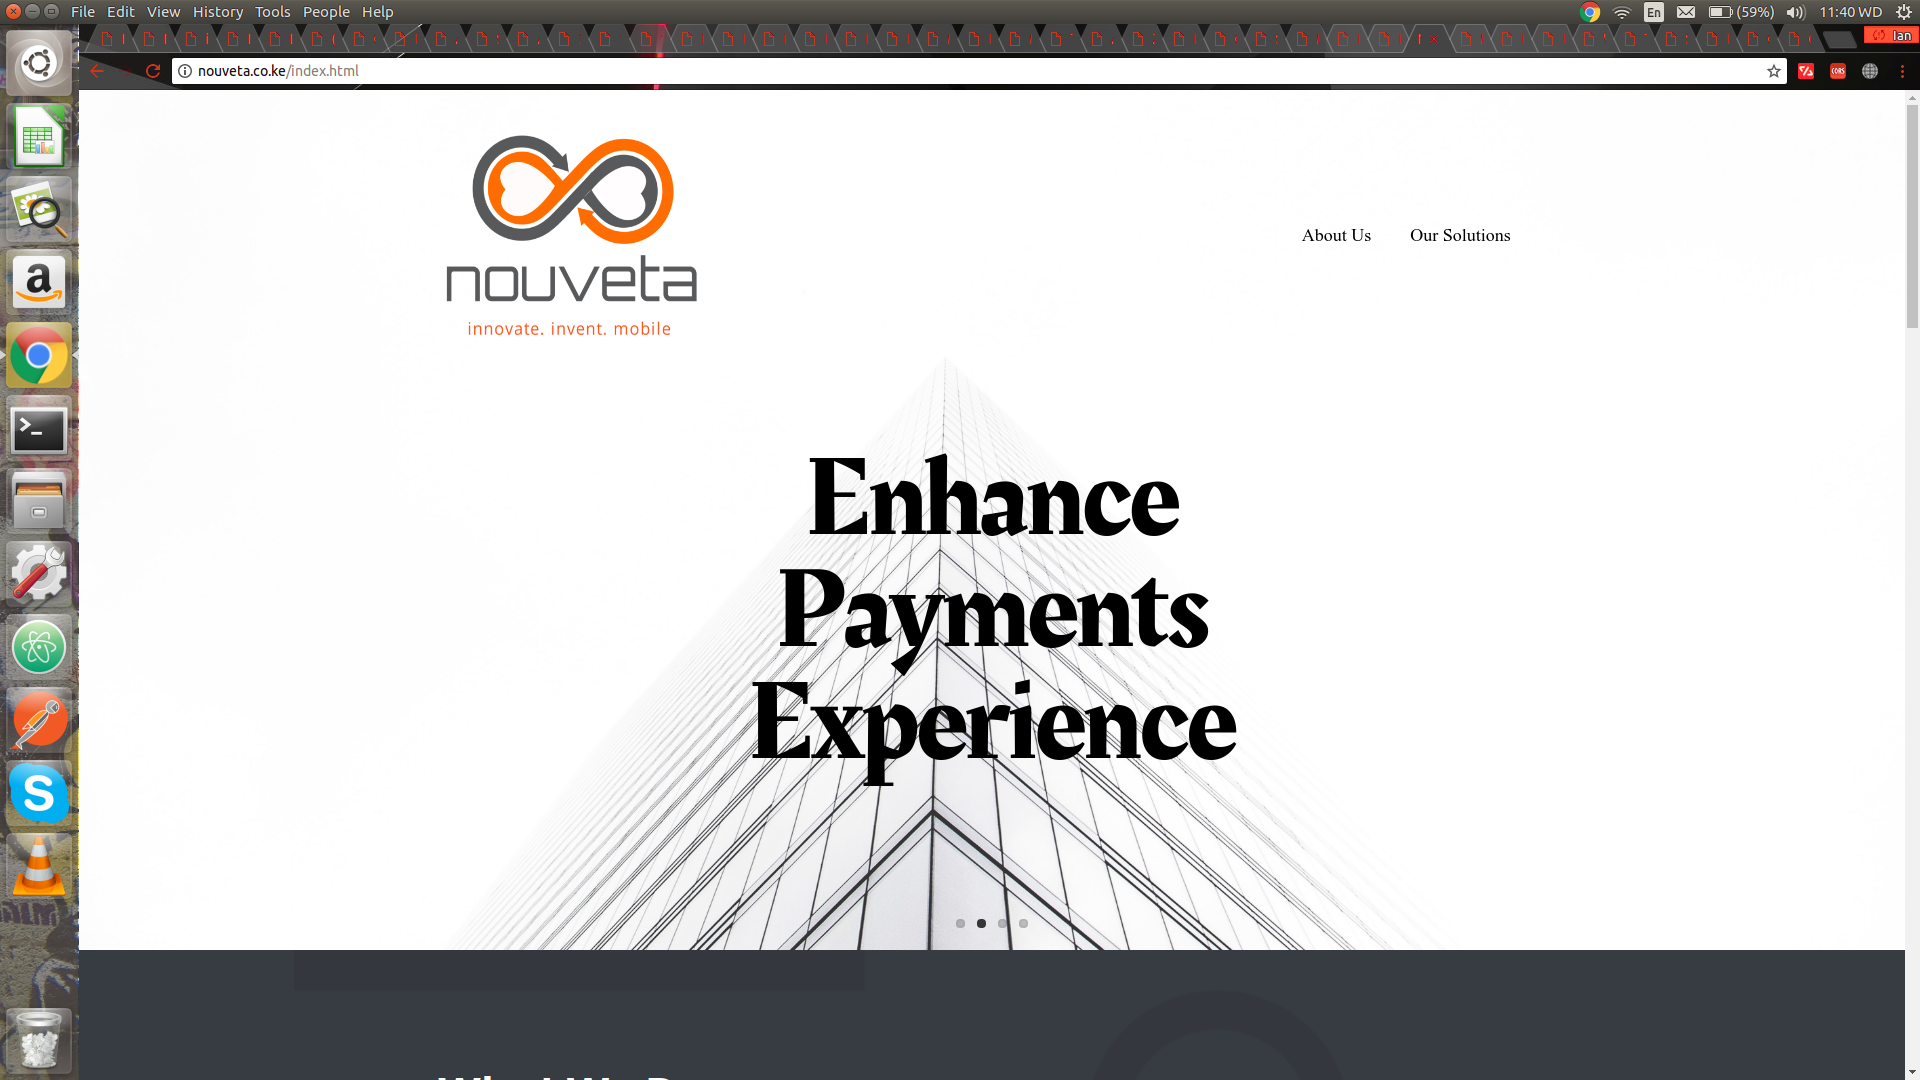 File Edit View History Tools People Help
En (59%) 11:40 WD
Ian
nouveta.co.ke/index.html
CORS
nouveta
innovate. invent. mobile
About Us Our Solutions
Enhance
Payments
Experience